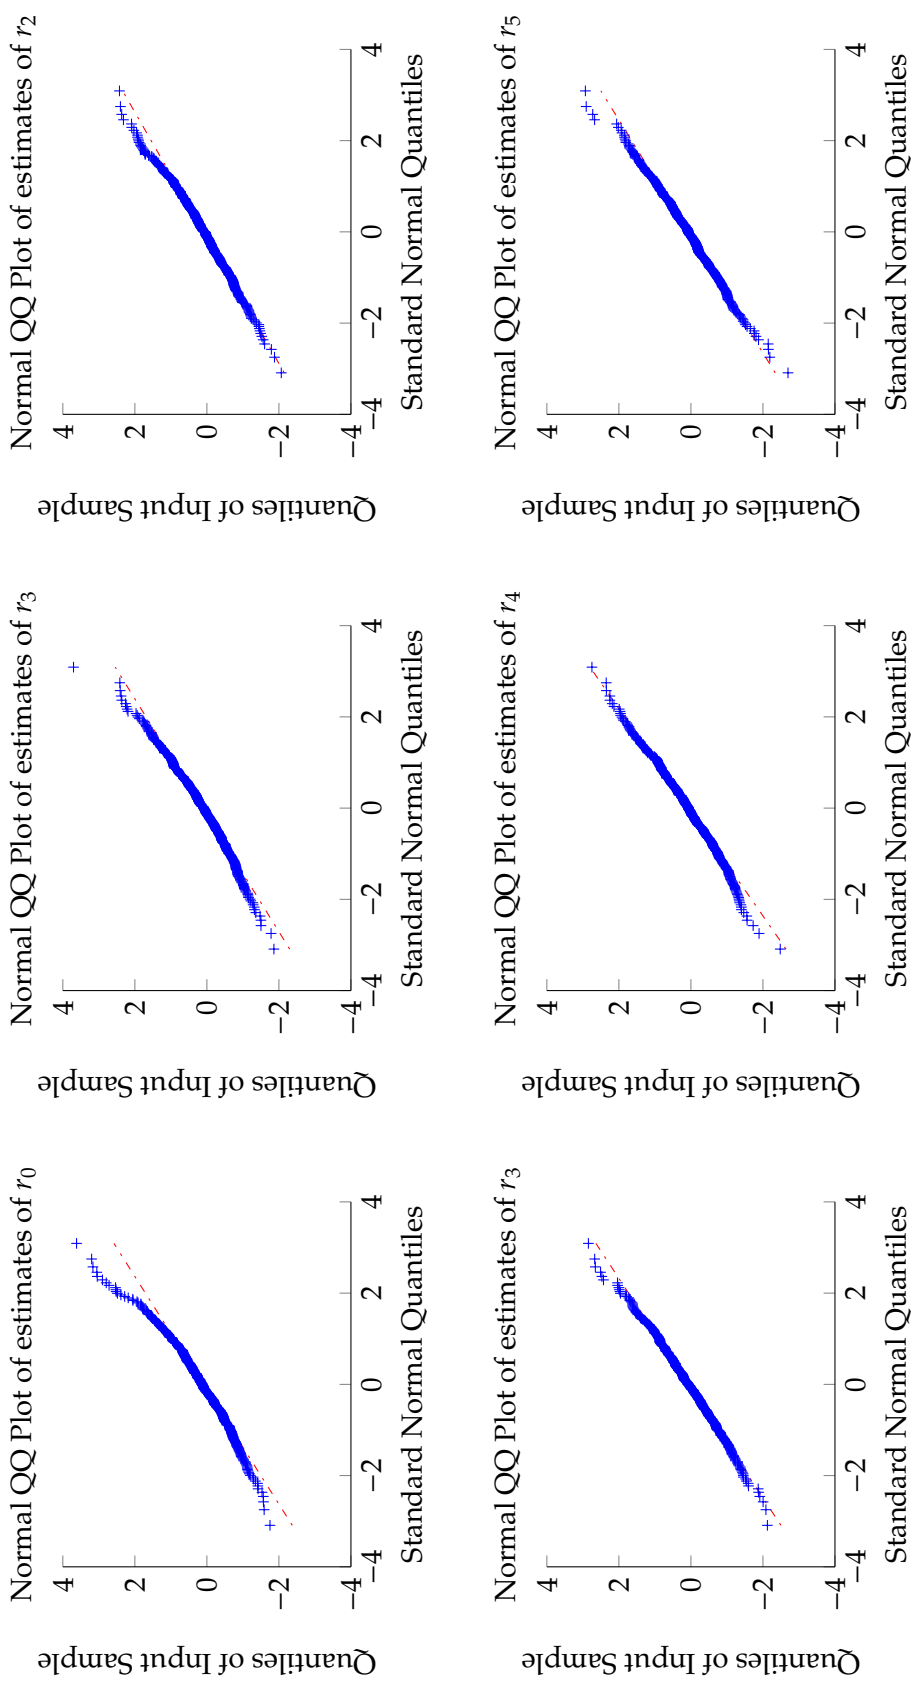 Normal QQ Plot of estimates of r0
4
2
0
−2
−4
Quantiles of Input Sample
−4 −2 0 2 4
Standard Normal Quantiles
Normal QQ Plot of estimates of r3
4
2
0
−2
−4
Quantiles of Input Sample
−4 −2 0 2 4
Standard Normal Quantiles
Normal QQ Plot of estimates of r2
4
2
0
−2
−4
Quantiles of Input Sample
−4 −2 0 2 4
Standard Normal Quantiles
Normal QQ Plot of estimates of r3
4
2
0
−2
−4
Quantiles of Input Sample
−4 −2 0 2 4
Standard Normal Quantiles
Normal QQ Plot of estimates of r4
4
2
0
−2
−4
Quantiles of Input Sample
−4 −2 0 2 4
Standard Normal Quantiles
Normal QQ Plot of estimates of r5
4
2
0
−2
−4
Quantiles of Input Sample
−4 −2 0 2 4
Standard Normal Quantiles